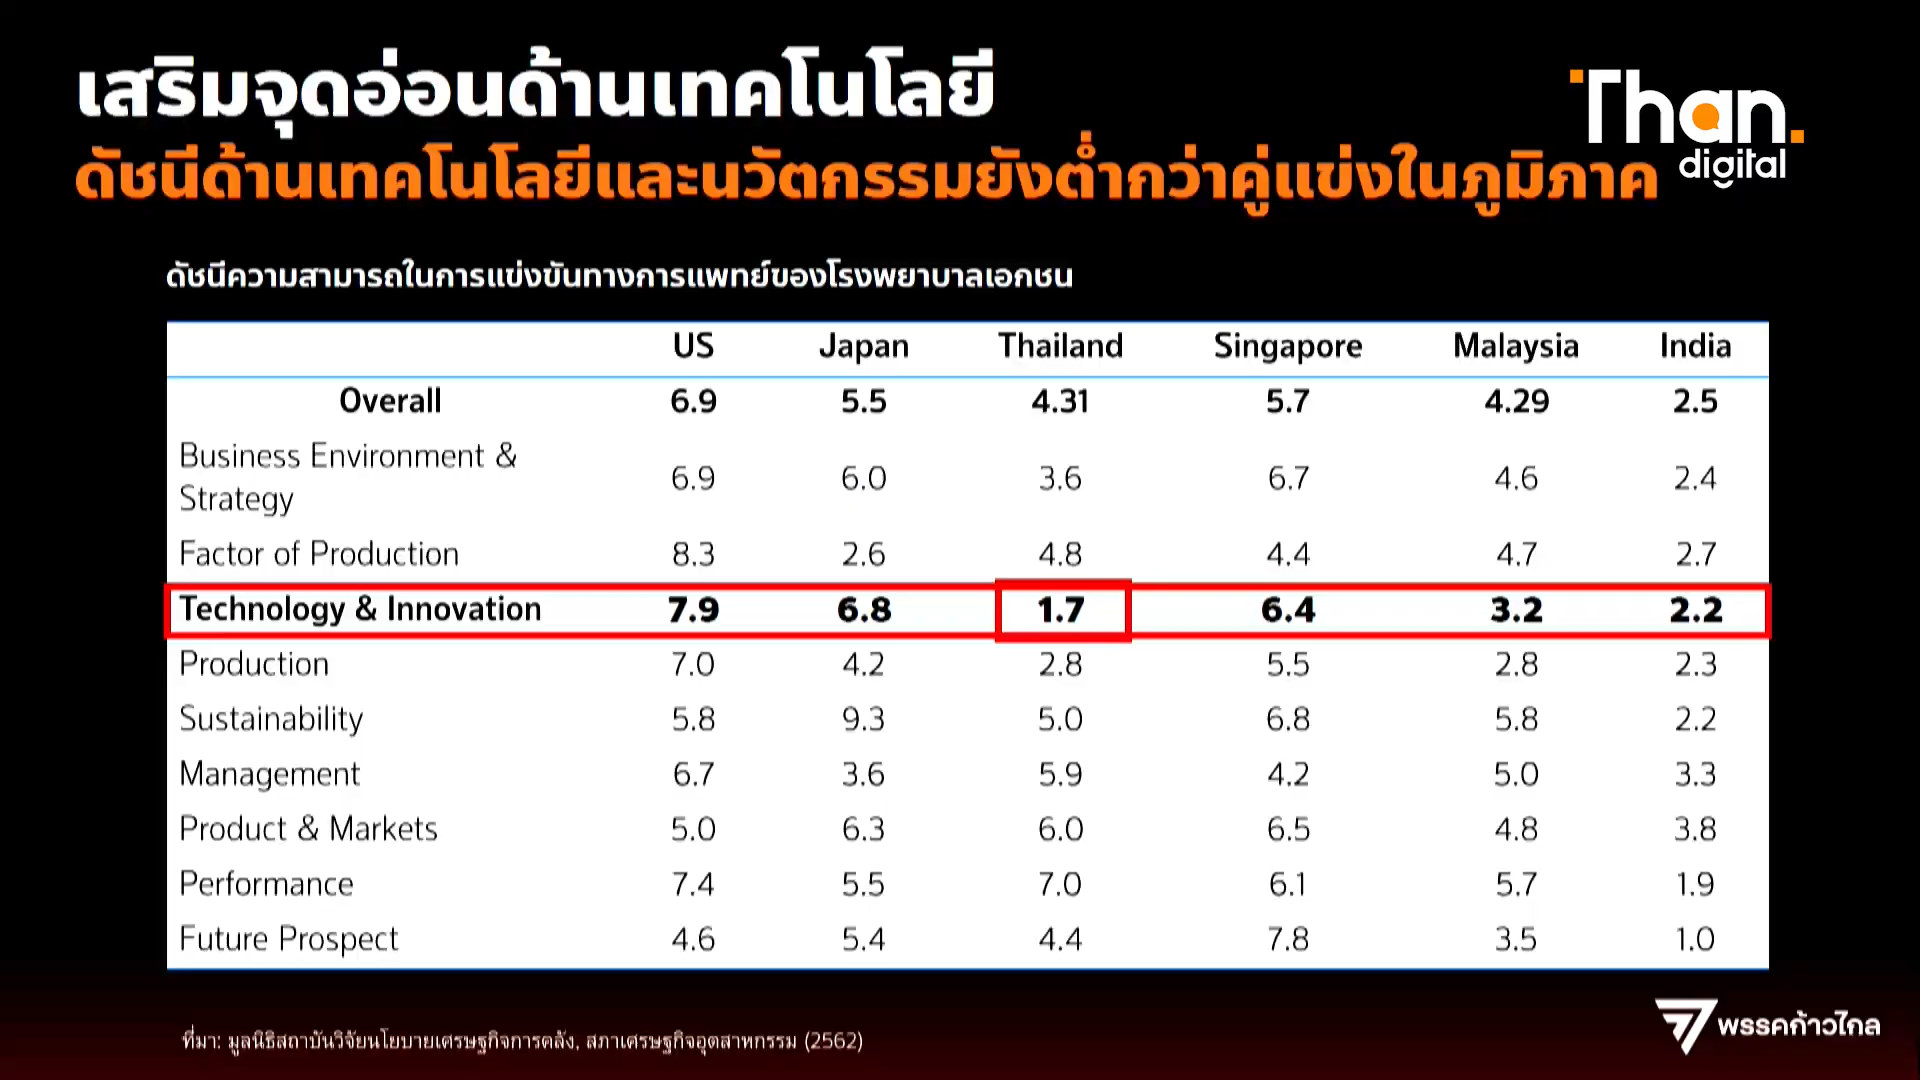 เสริมจุดอ่อนด้านเทคโนโลยี
Than.
digital
ดัชนีด้านเทคโนโลยีและนวัตกรรมยังต่ำกว่าคู่แข่งในภูมิภาค
ดัชนีความสามารถในการแข่งขันทางการแพทย์ของโรงพยาบาลเอกชน
US Japan Thailand Singapore Malaysia India
Overall 6.9 5.5 4.31 5.7 4.29 2.5
Business Environment &
Strategy 6.9 6.0 3.6 6.7 4.6 2.4
Factor of Production 8.3 2.6 4.8 4.4 4.7 2.7
Technology & Innovation 7.9 6.8 1.7 6.4 3.2 2.2
Production 7.0 4.2 2.8 5.5 2.8 2.3
Sustainability 5.8 9.3 5.0 6.8 5.8 2.2
Management 6.7 3.6 5.9 4.2 5.0 3.3
Product & Markets 5.0 6.3 6.0 6.5 4.8 3.8
Performance 7.4 5.5 7.0 6.1 5.7 1.9
Future Prospect 4.6 5.4 4.4 7.8 3.5 1.0
ที่มา: มูลนิธิสถาบันวิจัยนโยบายเศรษฐกิจการคลัง, สภาเศรษฐกิจอุตสาหกรรม (2562)
พรรคก้าวไกล